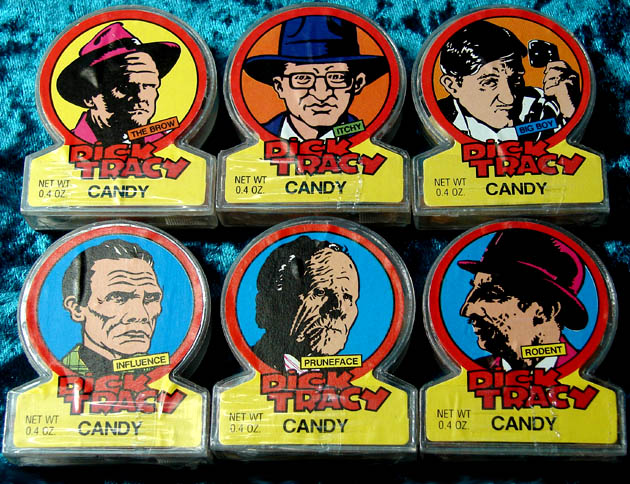 THE BROW
DICK
TRACY
NET WT
0.4 OZ.
CANDY
ITCHY
DICK
TRACY
NET WT
0.4 OZ.
CANDY
BIG BOY
DICK
TRACY
NET WT
0.4 OZ.
CANDY
INFLUENCE
DICK
TRACY
NET WT
0.4 OZ.
CANDY
PRUNEFACE
DICK
TRACY
NET WT
0.4 OZ.
CANDY
RODENT
DICK
TRACY
NET WT
0.4 OZ.
CANDY